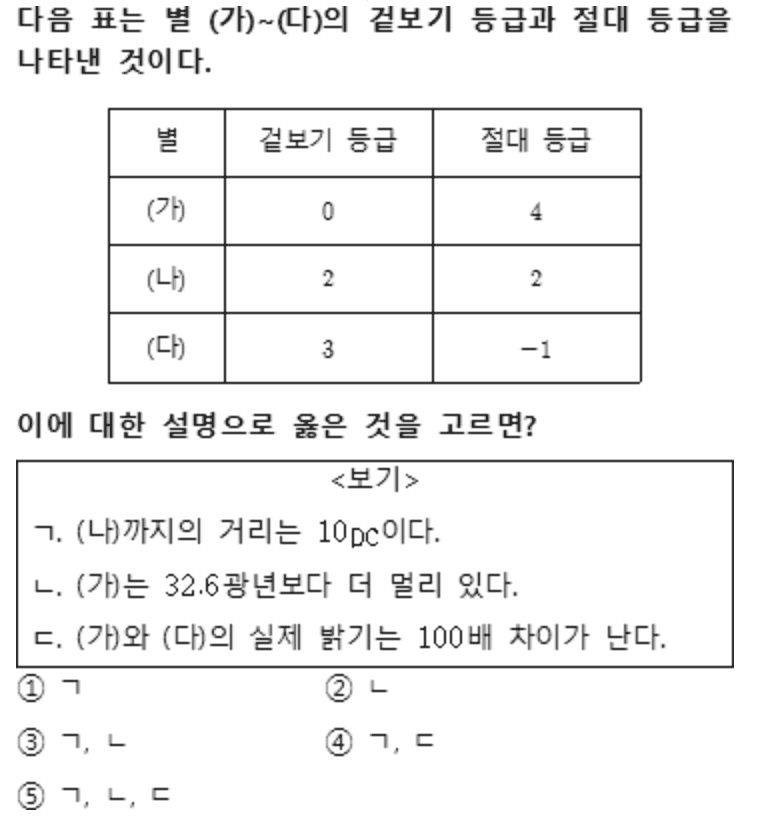 다음 표는 별 (가)~(다)의 겉보기 등급과 절대 등급을
나타낸 것이다.
별 겉보기 등급 절대 등급
(가) 0 4
(나) 2 2
(다) 3 −1
이에 대한 설명으로 옳은 것을 고르면?
<보기>
ㄱ. (나)까지의 거리는 10pc이다.
ㄴ. (가)는 32.6광년보다 더 멀리 있다.
ㄷ. (가)와 (다)의 실제 밝기는 100배 차이가 난다.
① ㄱ ② ㄴ
③ ㄱ, ㄴ ④ ㄱ, ㄷ
⑤ ㄱ, ㄴ, ㄷ